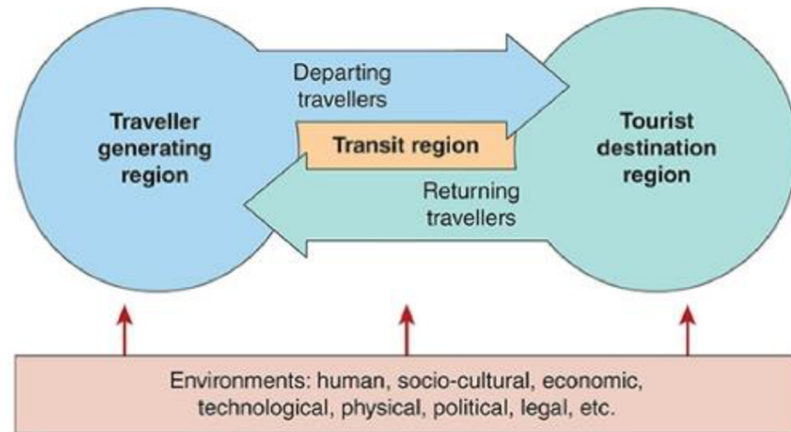 Departing
travellers
Traveller
generating
region
Transit region
Tourist
destination
region
Returning
travellers
Environments: human, socio-cultural, economic,
technological, physical, political, legal, etc.